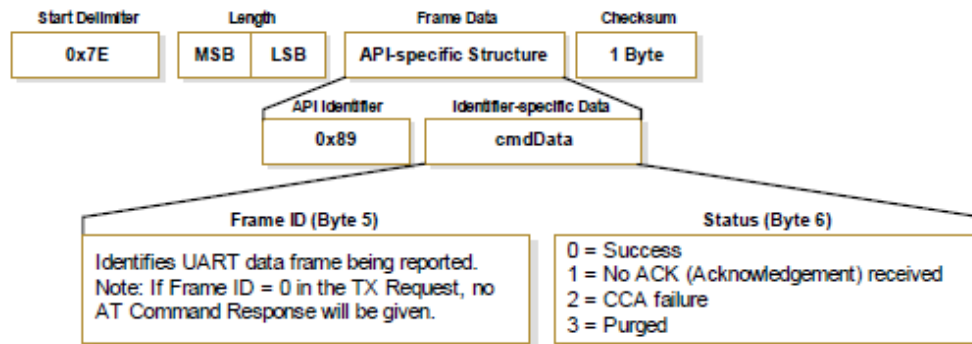 Start Delimiter Length Frame Data Checksum
0x7E MSB LSB API-specific Structure 1 Byte
API Identifier Identifier-specific Data
0x89 cmdData
Frame ID (Byte 5)
Identifies UART data frame being reported.
Note: If Frame ID = 0 in the TX Request, no
AT Command Response will be given.
Status (Byte 6)
0 = Success
1 = No ACK (Acknowledgement) received
2 = CCA failure
3 = Purged